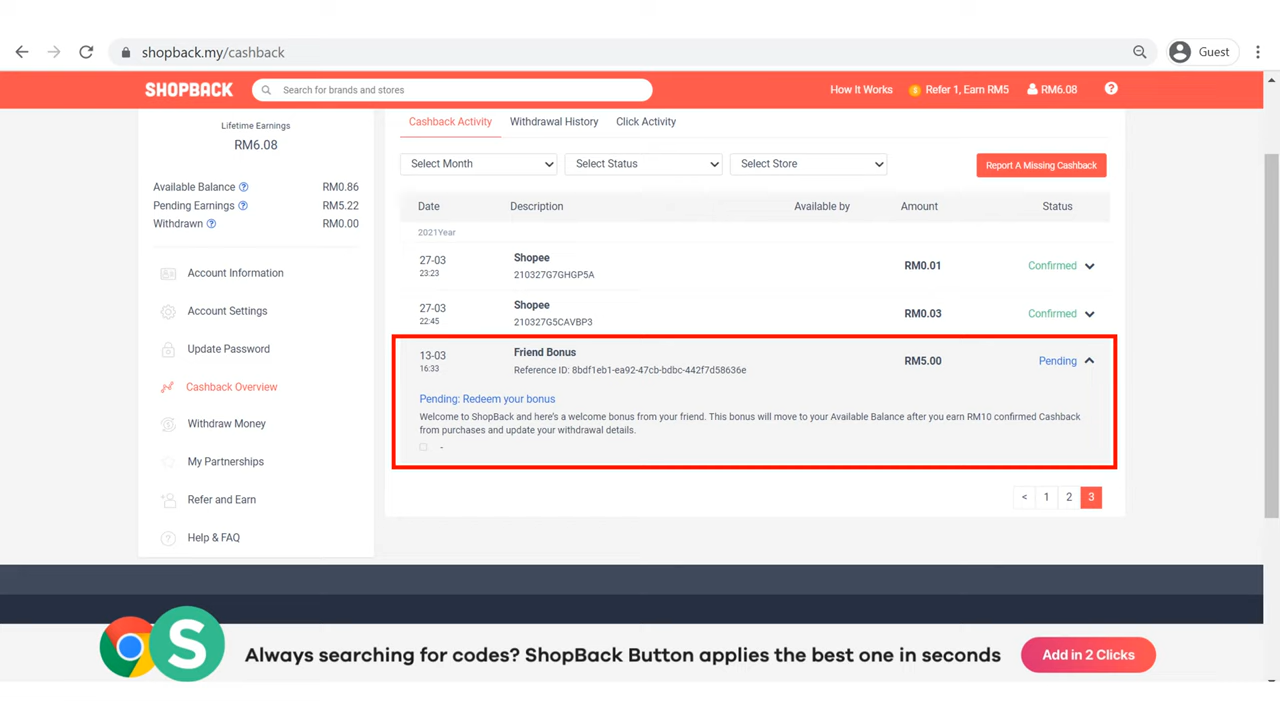 shopback.my/cashback
Guest
SHOPBACK
Search for brands and stores
How It Works
Refer 1, Earn RM5
RM6.08
?
Lifetime Earnings
RM6.08
Available Balance ? RM0.86
Pending Earnings ? RM5.22
Withdrawn ? RM0.00
Account Information
Account Settings
Update Password
Cashback Overview
Withdraw Money
My Partnerships
Refer and Earn
Help & FAQ
Cashback Activity Withdrawal History Click Activity
Select Month Select Status Select Store Report A Missing Cashback
Date Description Available by Amount Status
2021Year
27-03 Shopee RM0.01 Confirmed
23:23 210327G7GHGP5A
27-03 Shopee RM0.03 Confirmed
22:45 210327G5CAVBP3
13-03 Friend Bonus RM5.00 Pending
16:33 Reference ID: 8bdf1eb1-ea92-47cb-bdbc-442f7d58636e
Pending: Redeem your bonus
Welcome to ShopBack and here's a welcome bonus from your friend. This bonus will move to your Available Balance after you earn RM10 confirmed Cashback
from purchases and update your withdrawal details.
-
< 1 2 3
S
Always searching for codes? ShopBack Button applies the best one in seconds
Add in 2 Clicks